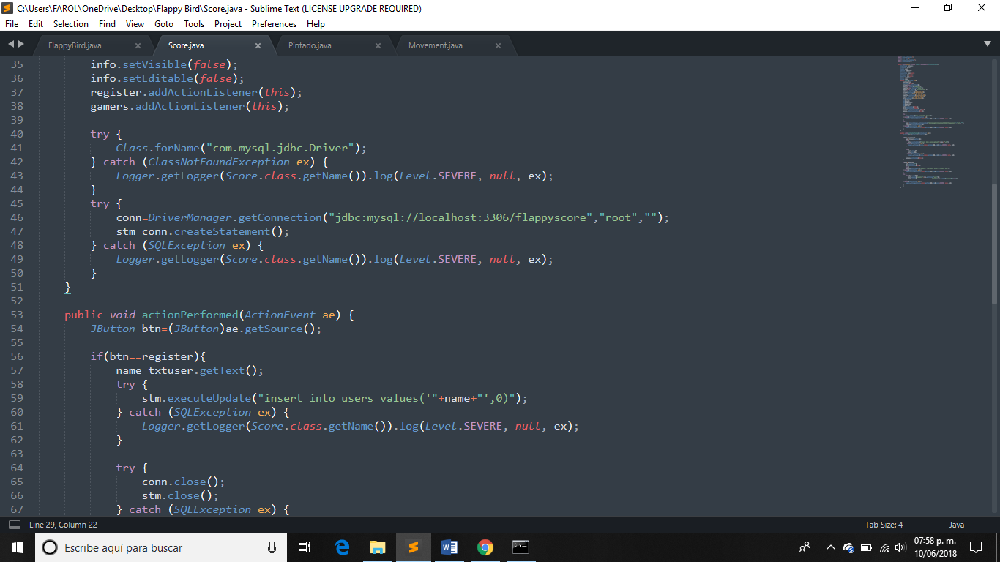 C:\Users\FAROL\OneDrive\Desktop\Flappy Bird\Score.java - Sublime Text (LICENSE UPGRADE REQUIRED)
File Edit Selection Find View Goto Tools Project Preferences Help
FlappyBird.java Score.java Pintado.java Movement.java
35 info.setVisible(false);
36 info.setEditable(false);
37 register.addActionListener(this);
38 gamers.addActionListener(this);
39
40 try {
41 Class.forName("com.mysql.jdbc.Driver");
42 } catch (ClassNotFoundException ex) {
43 Logger.getLogger(Score.class.getName()).log(Level.SEVERE, null, ex);
44 }
45 try {
46 conn=DriverManager.getConnection("jdbc:mysql://localhost:3306/flappyscore","root","");
47 stm=conn.createStatement();
48 } catch (SQLException ex) {
49 Logger.getLogger(Score.class.getName()).log(Level.SEVERE, null, ex);
50 }
51 }
52
53 public void actionPerformed(ActionEvent ae) {
54 JButton btn=(JButton)ae.getSource();
55
56 if(btn==register){
57 name=txtuser.getText();
58 try {
59 stm.executeUpdate("insert into users values('"+name+"',0)");
60 } catch (SQLException ex) {
61 Logger.getLogger(Score.class.getName()).log(Level.SEVERE, null, ex);
62 }
63
64 try {
65 conn.close();
66 stm.close();
67 } catch (SQLException ex) {
Line 29, Column 22 Tab Size: 4 Java
Escribe aquí para buscar
07:58 p. m.
10/06/2018